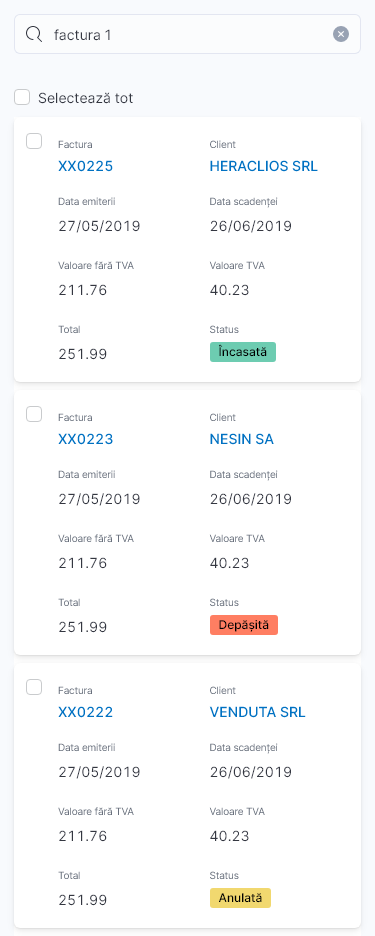 factura 1
Selectează tot
Factura Client
XX0225 HERACLIOS SRL
Data emiterii Data scadenței
27/05/2019 26/06/2019
Valoare fără TVA Valoare TVA
211.76 40.23
Total Status
251.99 Încasată
Factura Client
XX0223 NESIN SA
Data emiterii Data scadenței
27/05/2019 26/06/2019
Valoare fără TVA Valoare TVA
211.76 40.23
Total Status
251.99 Depășită
Factura Client
XX0222 VENDUTA SRL
Data emiterii Data scadenței
27/05/2019 26/06/2019
Valoare fără TVA Valoare TVA
211.76 40.23
Total Status
251.99 Anulată